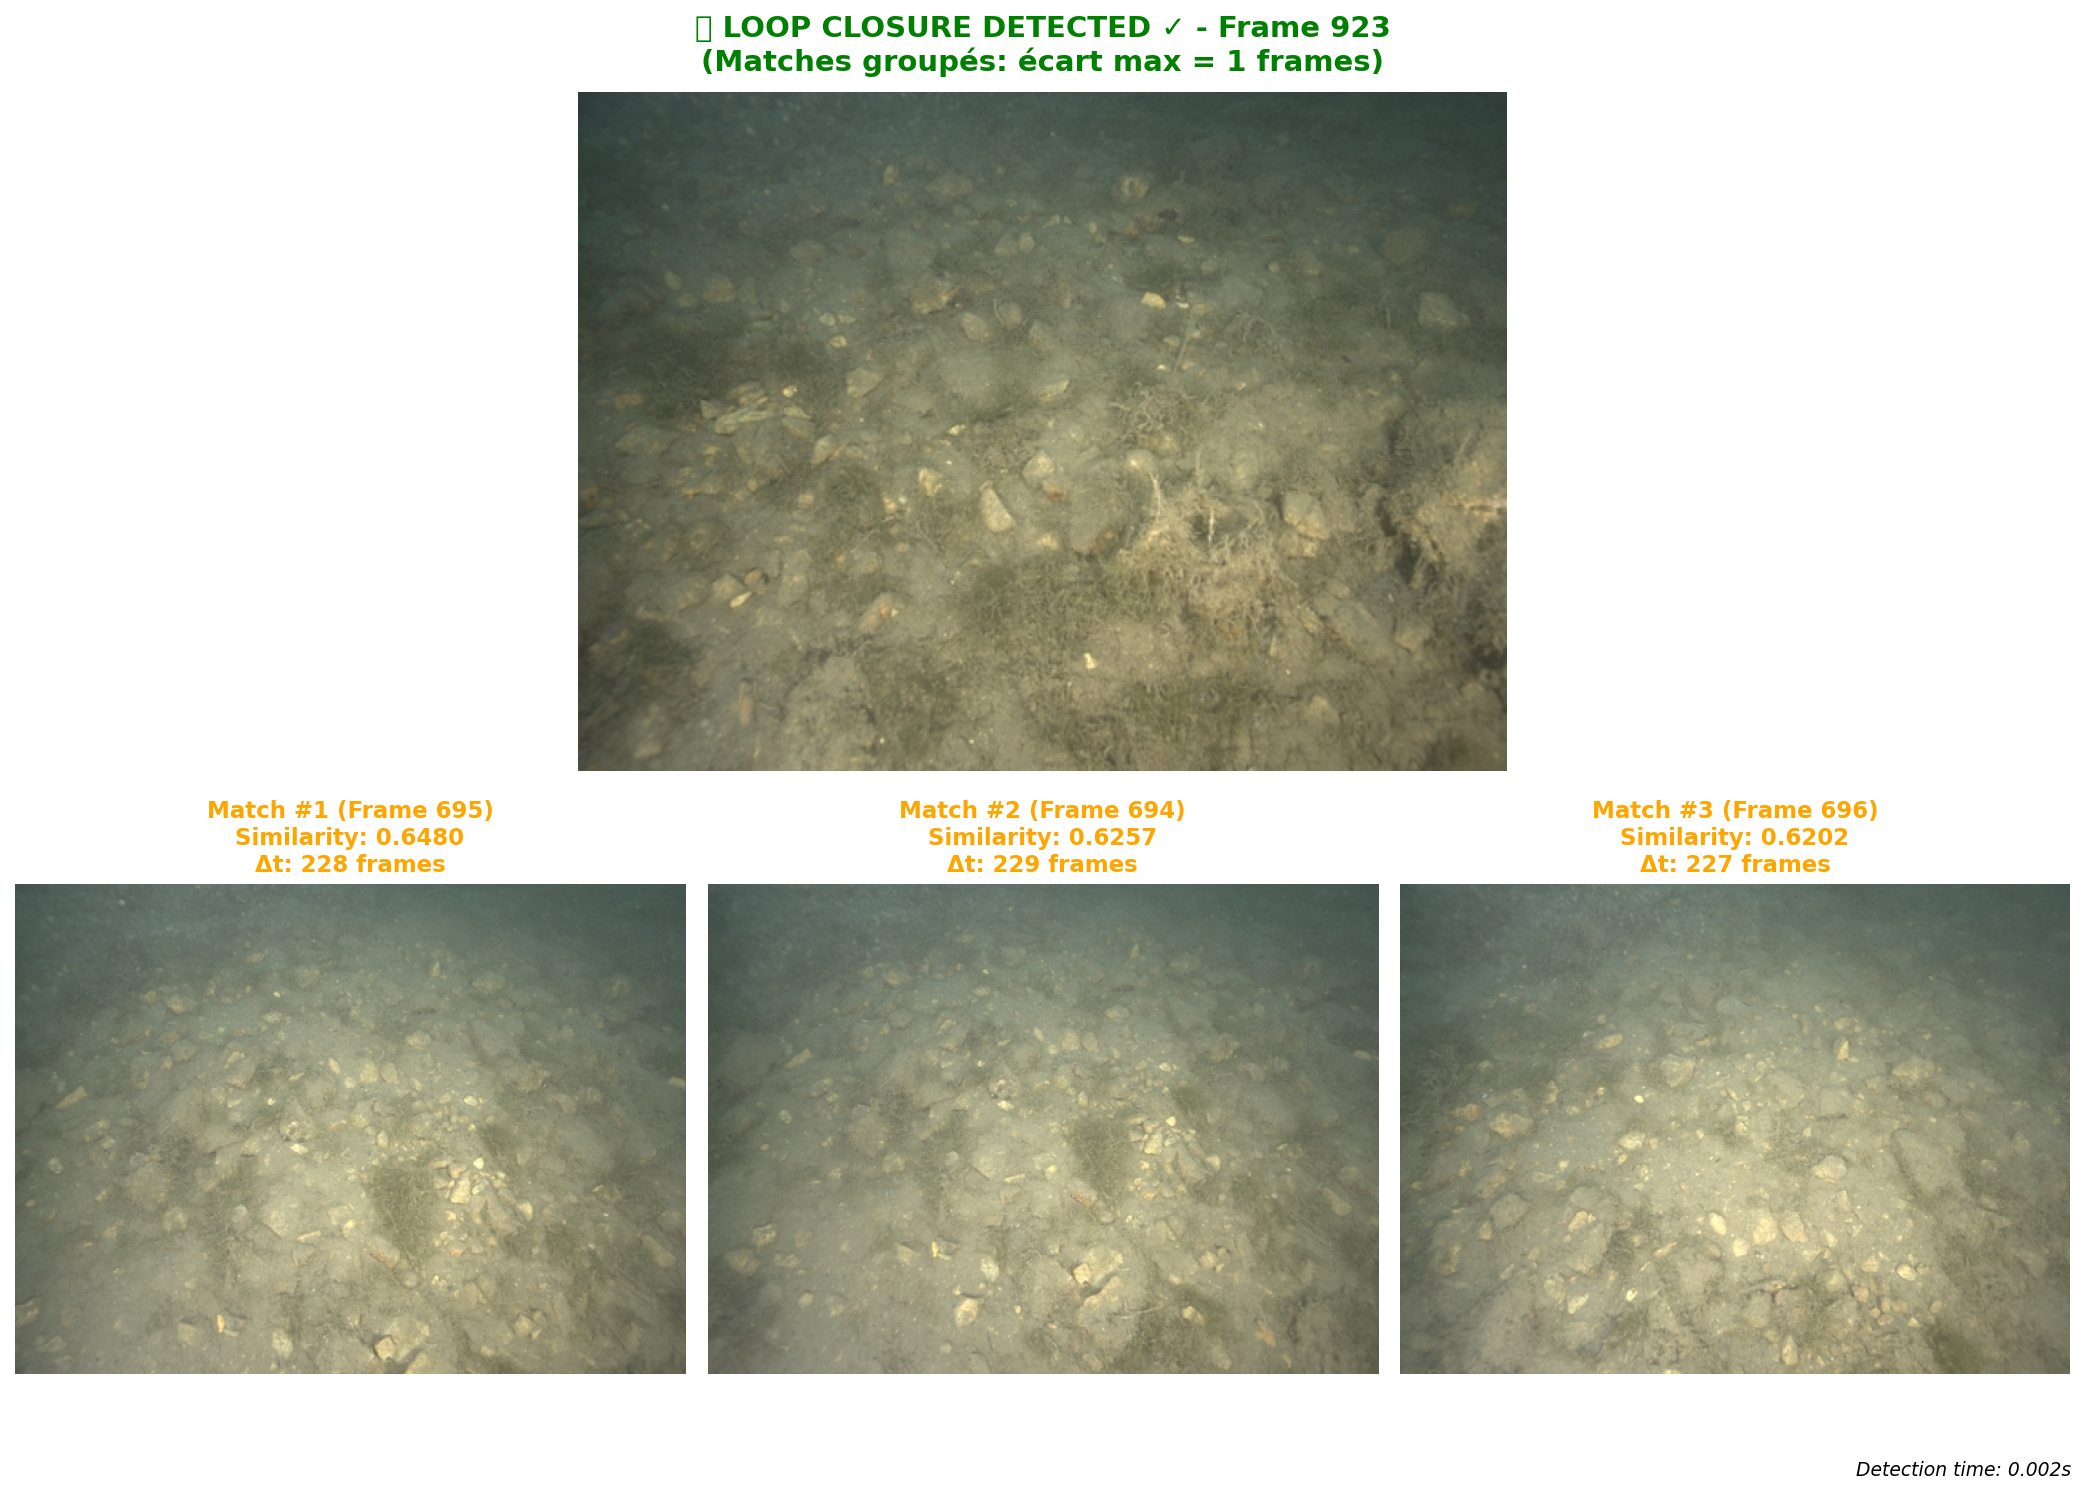 LOOP CLOSURE DETECTED ✓ - Frame 923
(Matches groupés: écart max = 1 frames)
Match #1 (Frame 695)
Similarity: 0.6480
Δt: 228 frames
Match #2 (Frame 694)
Similarity: 0.6257
Δt: 229 frames
Match #3 (Frame 696)
Similarity: 0.6202
Δt: 227 frames
Detection time: 0.002s